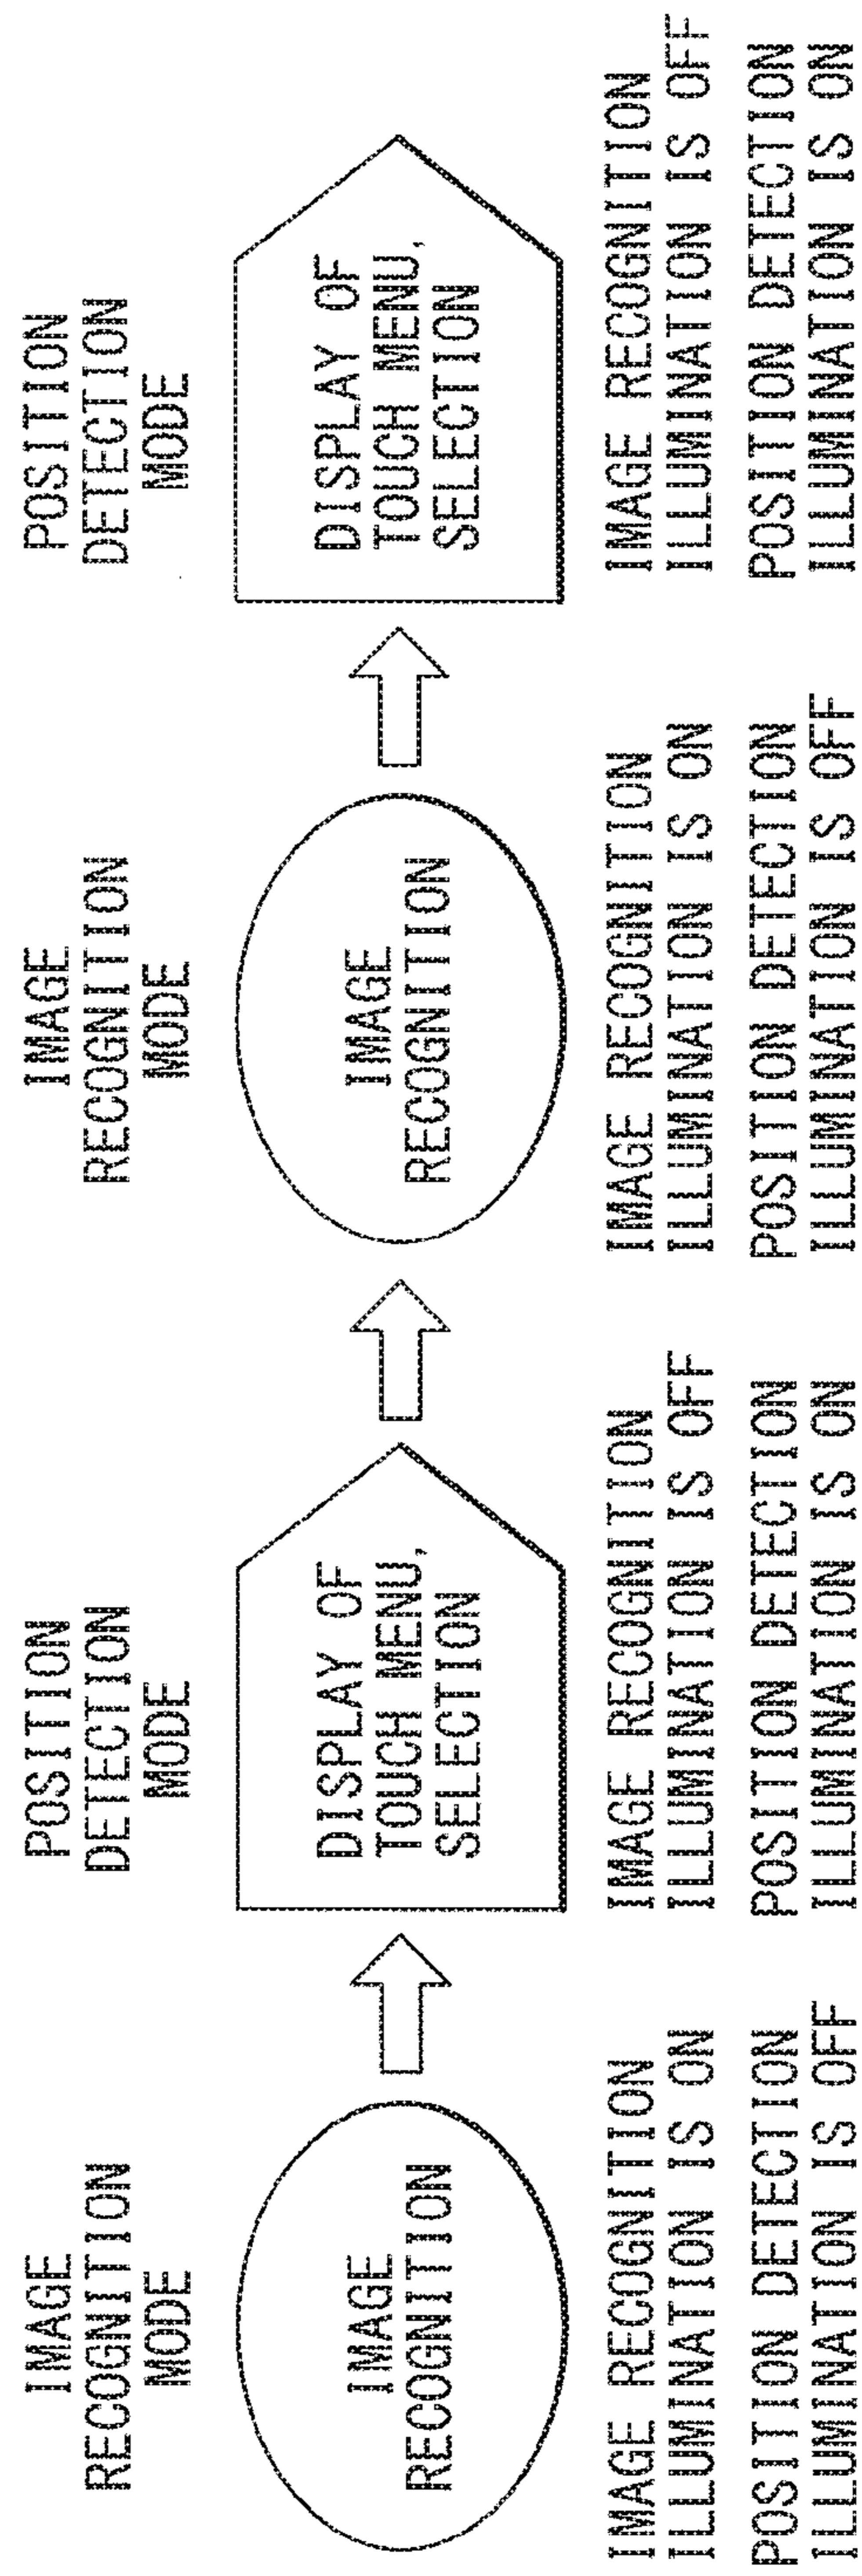 IMAGE
RECOGNITION
MODE
IMAGE
RECOGNITION
IMAGE RECOGNITION
ILLUMINATION IS ON
POSITION DETECTION
ILLUMINATION IS OFF
POSITION
DETECTION
MODE
DISPLAY OF
TOUCH MENU,
SELECTION
IMAGE RECOGNITION
ILLUMINATION IS OFF
POSITION DETECTION
ILLUMINATION IS ON
IMAGE
RECOGNITION
MODE
IMAGE
RECOGNITION
IMAGE RECOGNITION
ILLUMINATION IS ON
POSITION DETECTION
ILLUMINATION IS OFF
POSITION
DETECTION
MODE
DISPLAY OF
TOUCH MENU,
SELECTION
IMAGE RECOGNITION
ILLUMINATION IS OFF
POSITION DETECTION
ILLUMINATION IS ON